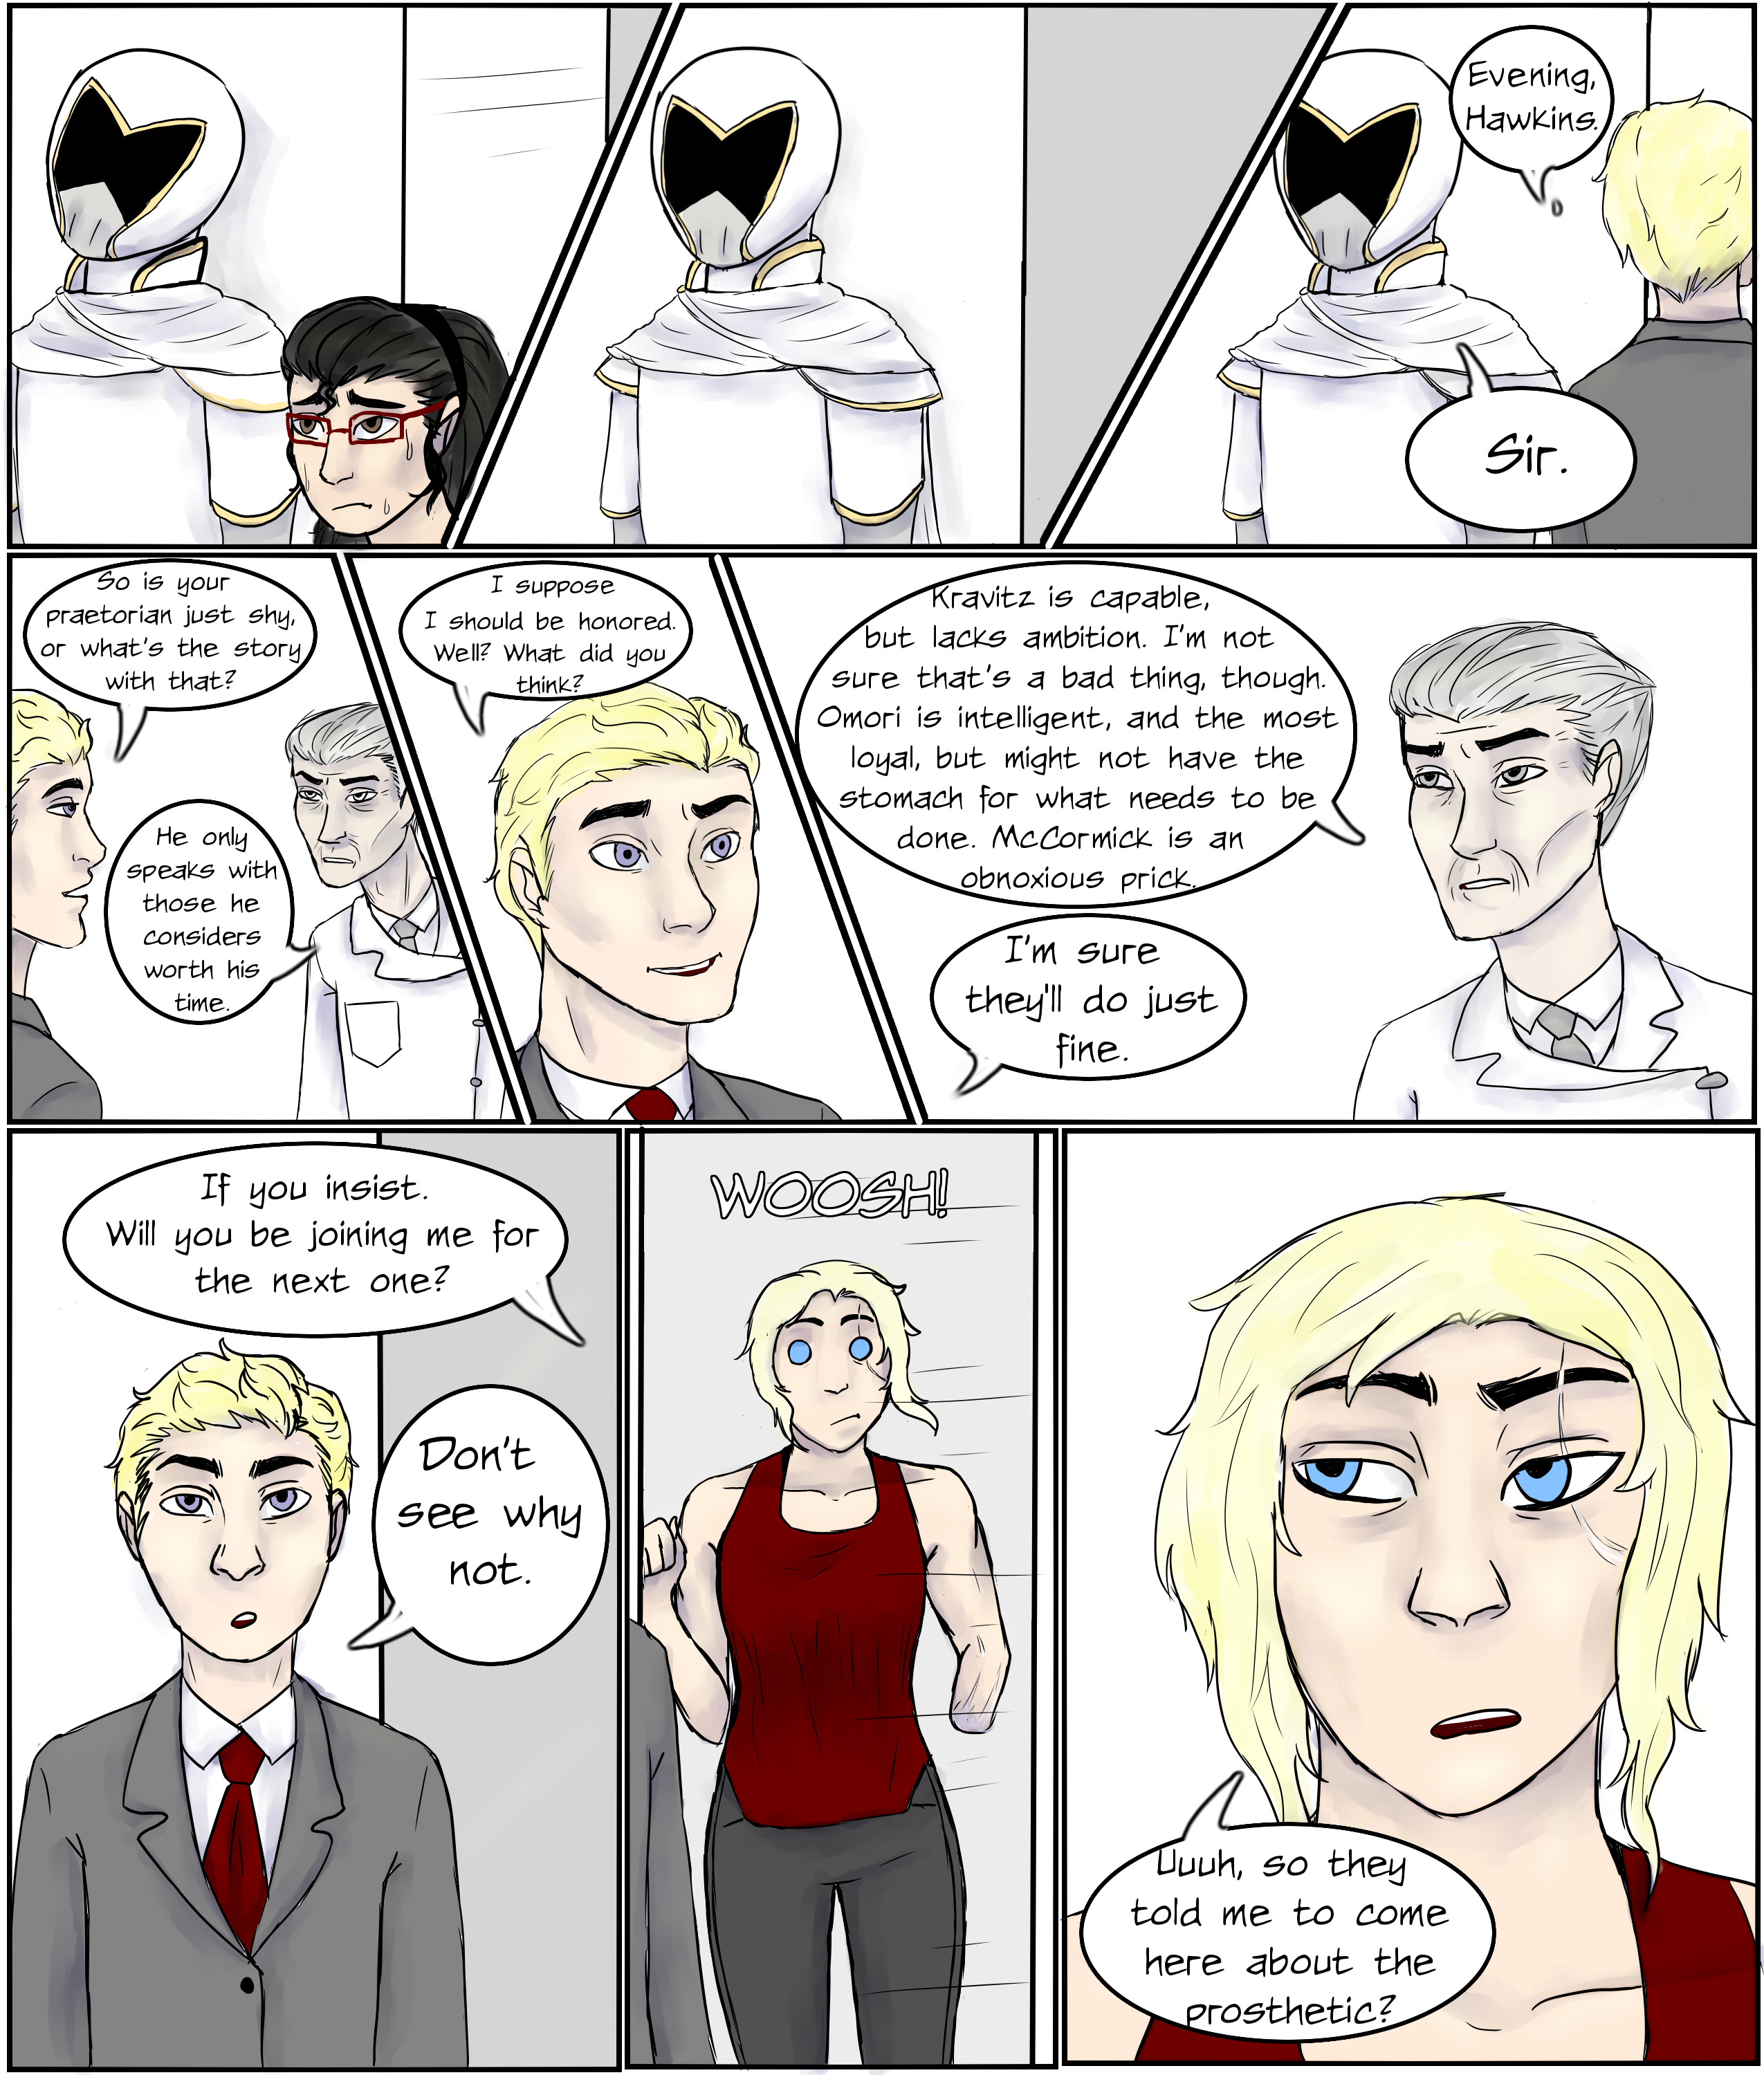 Evening,
Hawkins.
Sir.
So is your
praetorian just shy,
or what's the story
with that?
He only
speaks with
those he
considers
worth his
time.
I suppose
I should be honored.
Well? What did you
think?
Kravitz is capable,
but lacks ambition. I'm not
sure that's a bad thing, though.
Omori is intelligent, and the most
loyal, but might not have the
stomach for what needs to be
done. McCormick is an
obnoxious prick.
I'm sure
they'll do just
fine.
If you insist.
Will you be joining me for
the next one?
Don't
see why
not.
WOOSH!
Uuuh, so they
told me to come
here about the
prosthetic?